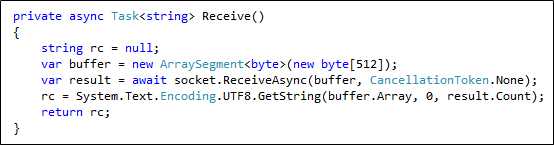 private async Task<string> Receive()
{
    string rc = null;
    var buffer = new ArraySegment<byte>(new byte[512]);
    var result = await socket.ReceiveAsync(buffer, CancellationToken.None);
    rc = System.Text.Encoding.UTF8.GetString(buffer.Array, 0, result.Count);
    return rc;
}